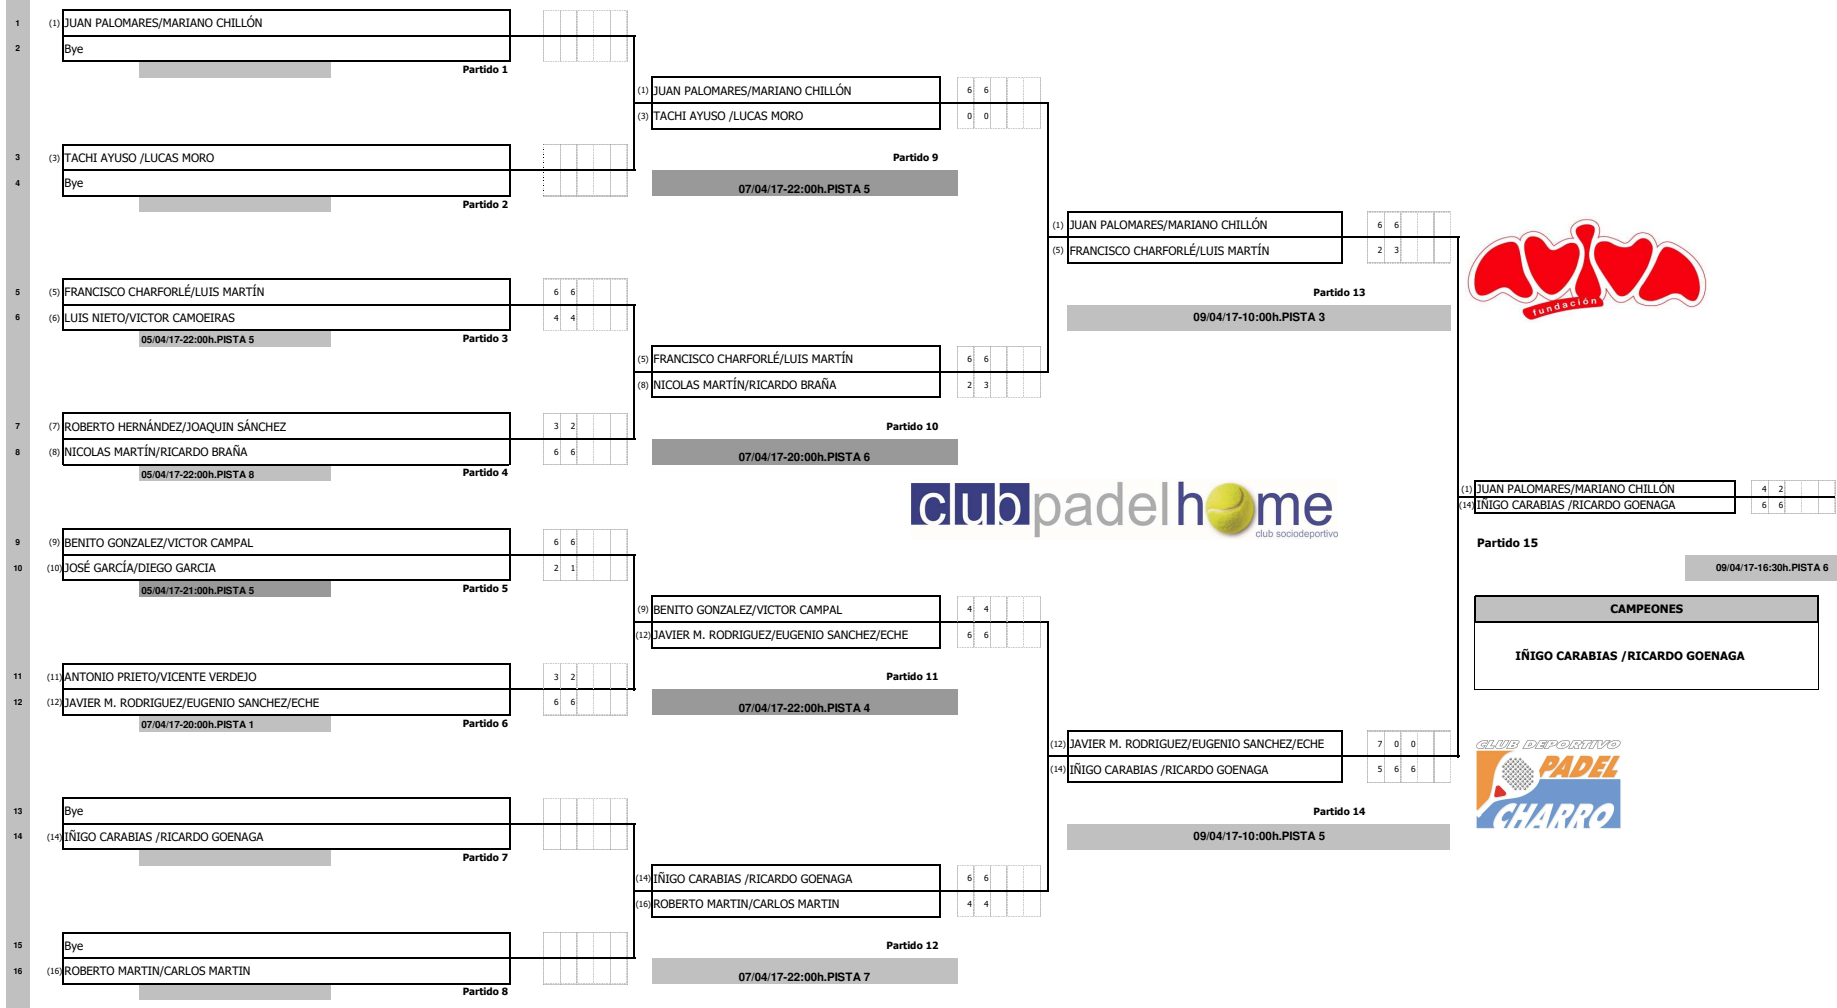 1 (1) JUAN PALOMARES/MARIANO CHILLÓN
2 Bye
Partido 1
3 (3) TACHI AYUSO /LUCAS MORO
4 Bye
Partido 2
5 (5) FRANCISCO CHARFORLÉ/LUIS MARTÍN 6 6
6 (6) LUIS NIETO/VICTOR CAMOEIRAS 4 4
05/04/17-22:00h.PISTA 5 Partido 3
7 (7) ROBERTO HERNÁNDEZ/JOAQUIN SÁNCHEZ 3 2
8 (8) NICOLAS MARTÍN/RICARDO BRAÑA 6 6
05/04/17-22:00h.PISTA 8 Partido 4
9 (9) BENITO GONZALEZ/VICTOR CAMPAL 6 6
10 (10) JOSÉ GARCÍA/DIEGO GARCIA 2 1
05/04/17-21:00h.PISTA 5 Partido 5
11 (11) ANTONIO PRIETO/VICENTE VERDEJO 3 2
12 (12) JAVIER M. RODRIGUEZ/EUGENIO SANCHEZ/ECHE 6 6
07/04/17-20:00h.PISTA 1 Partido 6
13 Bye
14 (14) IÑIGO CARABIAS /RICARDO GOENAGA
Partido 7
15 Bye
16 (16) ROBERTO MARTIN/CARLOS MARTIN
Partido 8
(1) JUAN PALOMARES/MARIANO CHILLÓN 6 6
(3) TACHI AYUSO /LUCAS MORO 0 0
Partido 9
07/04/17-22:00h.PISTA 5
(5) FRANCISCO CHARFORLÉ/LUIS MARTÍN 6 6
(8) NICOLAS MARTÍN/RICARDO BRAÑA 2 3
Partido 10
07/04/17-20:00h.PISTA 6
(9) BENITO GONZALEZ/VICTOR CAMPAL 4 4
(12) JAVIER M. RODRIGUEZ/EUGENIO SANCHEZ/ECHE 6 6
Partido 11
07/04/17-22:00h.PISTA 4
(14) IÑIGO CARABIAS /RICARDO GOENAGA 6 6
(16) ROBERTO MARTIN/CARLOS MARTIN 4 4
Partido 12
07/04/17-22:00h.PISTA 7
(1) JUAN PALOMARES/MARIANO CHILLÓN 6 6
(5) FRANCISCO CHARFORLÉ/LUIS MARTÍN 2 3
Partido 13
09/04/17-10:00h.PISTA 3
clubpadelhome
club sociodeportivo
(12) JAVIER M. RODRIGUEZ/EUGENIO SANCHEZ/ECHE 7 0 0
(14) IÑIGO CARABIAS /RICARDO GOENAGA 5 6 6
Partido 14
09/04/17-10:00h.PISTA 5
AVIVA
fundación
(1) JUAN PALOMARES/MARIANO CHILLÓN 4 2
(14) IÑIGO CARABIAS /RICARDO GOENAGA 6 6
Partido 15
09/04/17-16:30h.PISTA 6
CAMPEONES
IÑIGO CARABIAS /RICARDO GOENAGA
CLUB DEPORTIVO
PADEL
CHARRO